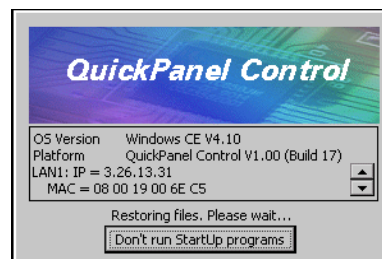 QuickPanel Control
OS Version Windows CE V4.10
Platform QuickPanel Control V1.00 (Build 17)
LAN1: IP = 3.26.13.31
MAC = 08 00 19 00 6E C5
Restoring files. Please wait...
Don't run StartUp programs